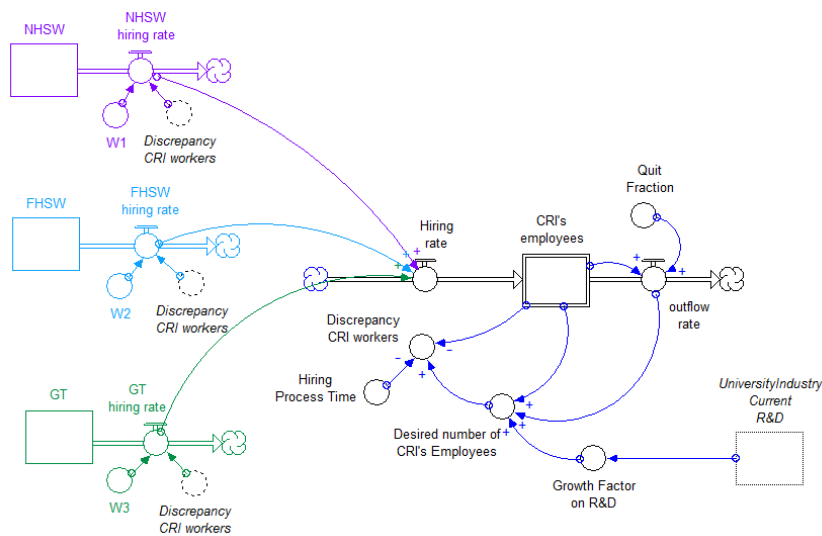 NHSW
NHSW
hiring rate
W1
Discrepancy
CRI workers
FHSW
FHSW
hiring rate
W2
Discrepancy
CRI workers
GT
GT
hiring rate
W3
Discrepancy
CRI workers
Hiring
rate
+
+
+
CRI's
employees
Quit
Fraction
+
+
outflow
rate
Discrepancy
CRI workers
–
–
+
Hiring
Process Time
+
+
+
+
Desired number of
CRI's Employees
Growth Factor
on R&D
UniversityIndustry
Current
R&D